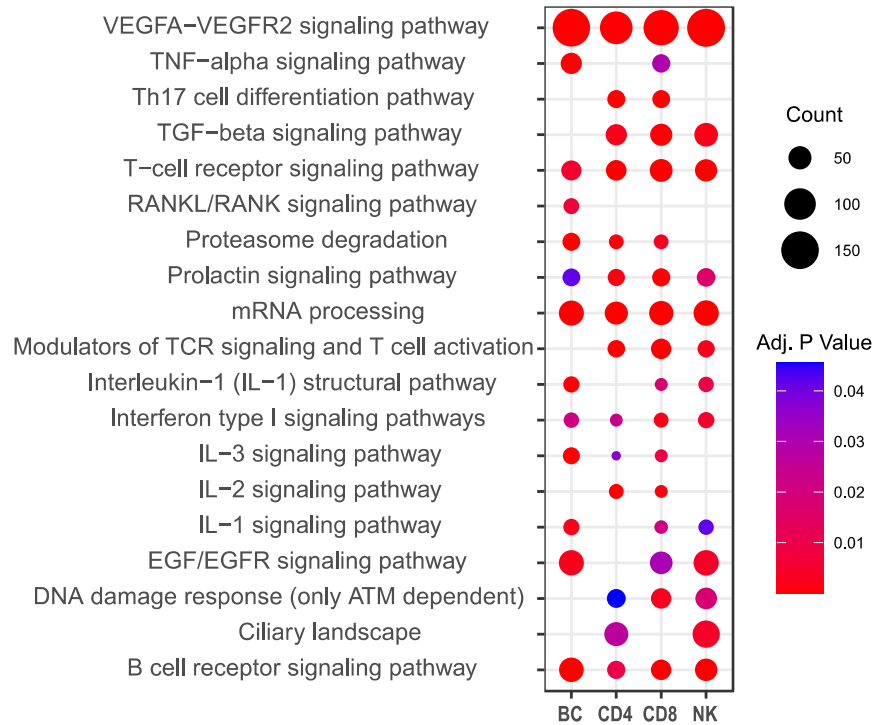 VEGFA−VEGFR2 signaling pathway
TNF−alpha signaling pathway
Th17 cell differentiation pathway
TGF−beta signaling pathway
T−cell receptor signaling pathway
RANKL/RANK signaling pathway
Proteasome degradation
Prolactin signaling pathway
mRNA processing
Modulators of TCR signaling and T cell activation
Interleukin−1 (IL−1) structural pathway
Interferon type I signaling pathways
IL−3 signaling pathway
IL−2 signaling pathway
IL−1 signaling pathway
EGF/EGFR signaling pathway
DNA damage response (only ATM dependent)
Ciliary landscape
B cell receptor signaling pathway
BC CD4 CD8 NK
Count
50
100
150
Adj. P Value
0.04
0.03
0.02
0.01